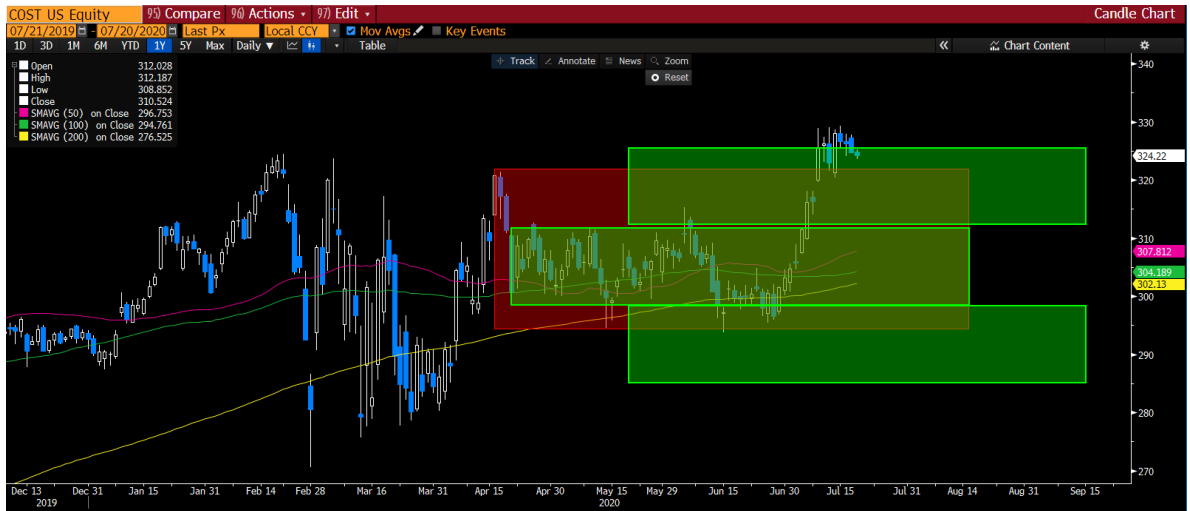 COST US Equity 95) Compare 96) Actions 97) Edit Candle Chart
07/21/2019 - 07/20/2020 Last Px Local CCY Mov Avgs Key Events
1D 3D 1M 6M YTD 1Y 5Y Max Daily ▼ Table « Chart Content
Track Annotate News Zoom
Reset
Open 312.028
High 312.187
Low 308.852
Close 310.524
SMAVG (50) on Close 296.753
SMAVG (100) on Close 294.761
SMAVG (200) on Close 276.525
340
330
324.22
320
310
307.812
304.189
302.13
300
290
280
270
Dec 13 Dec 31 Jan 15 Jan 31 Feb 14 Feb 28 Mar 16 Mar 31 Apr 15 Apr 30 May 15 May 29 Jun 15 Jun 30 Jul 15 Jul 31 Aug 14 Aug 31 Sep 15
2019 2020